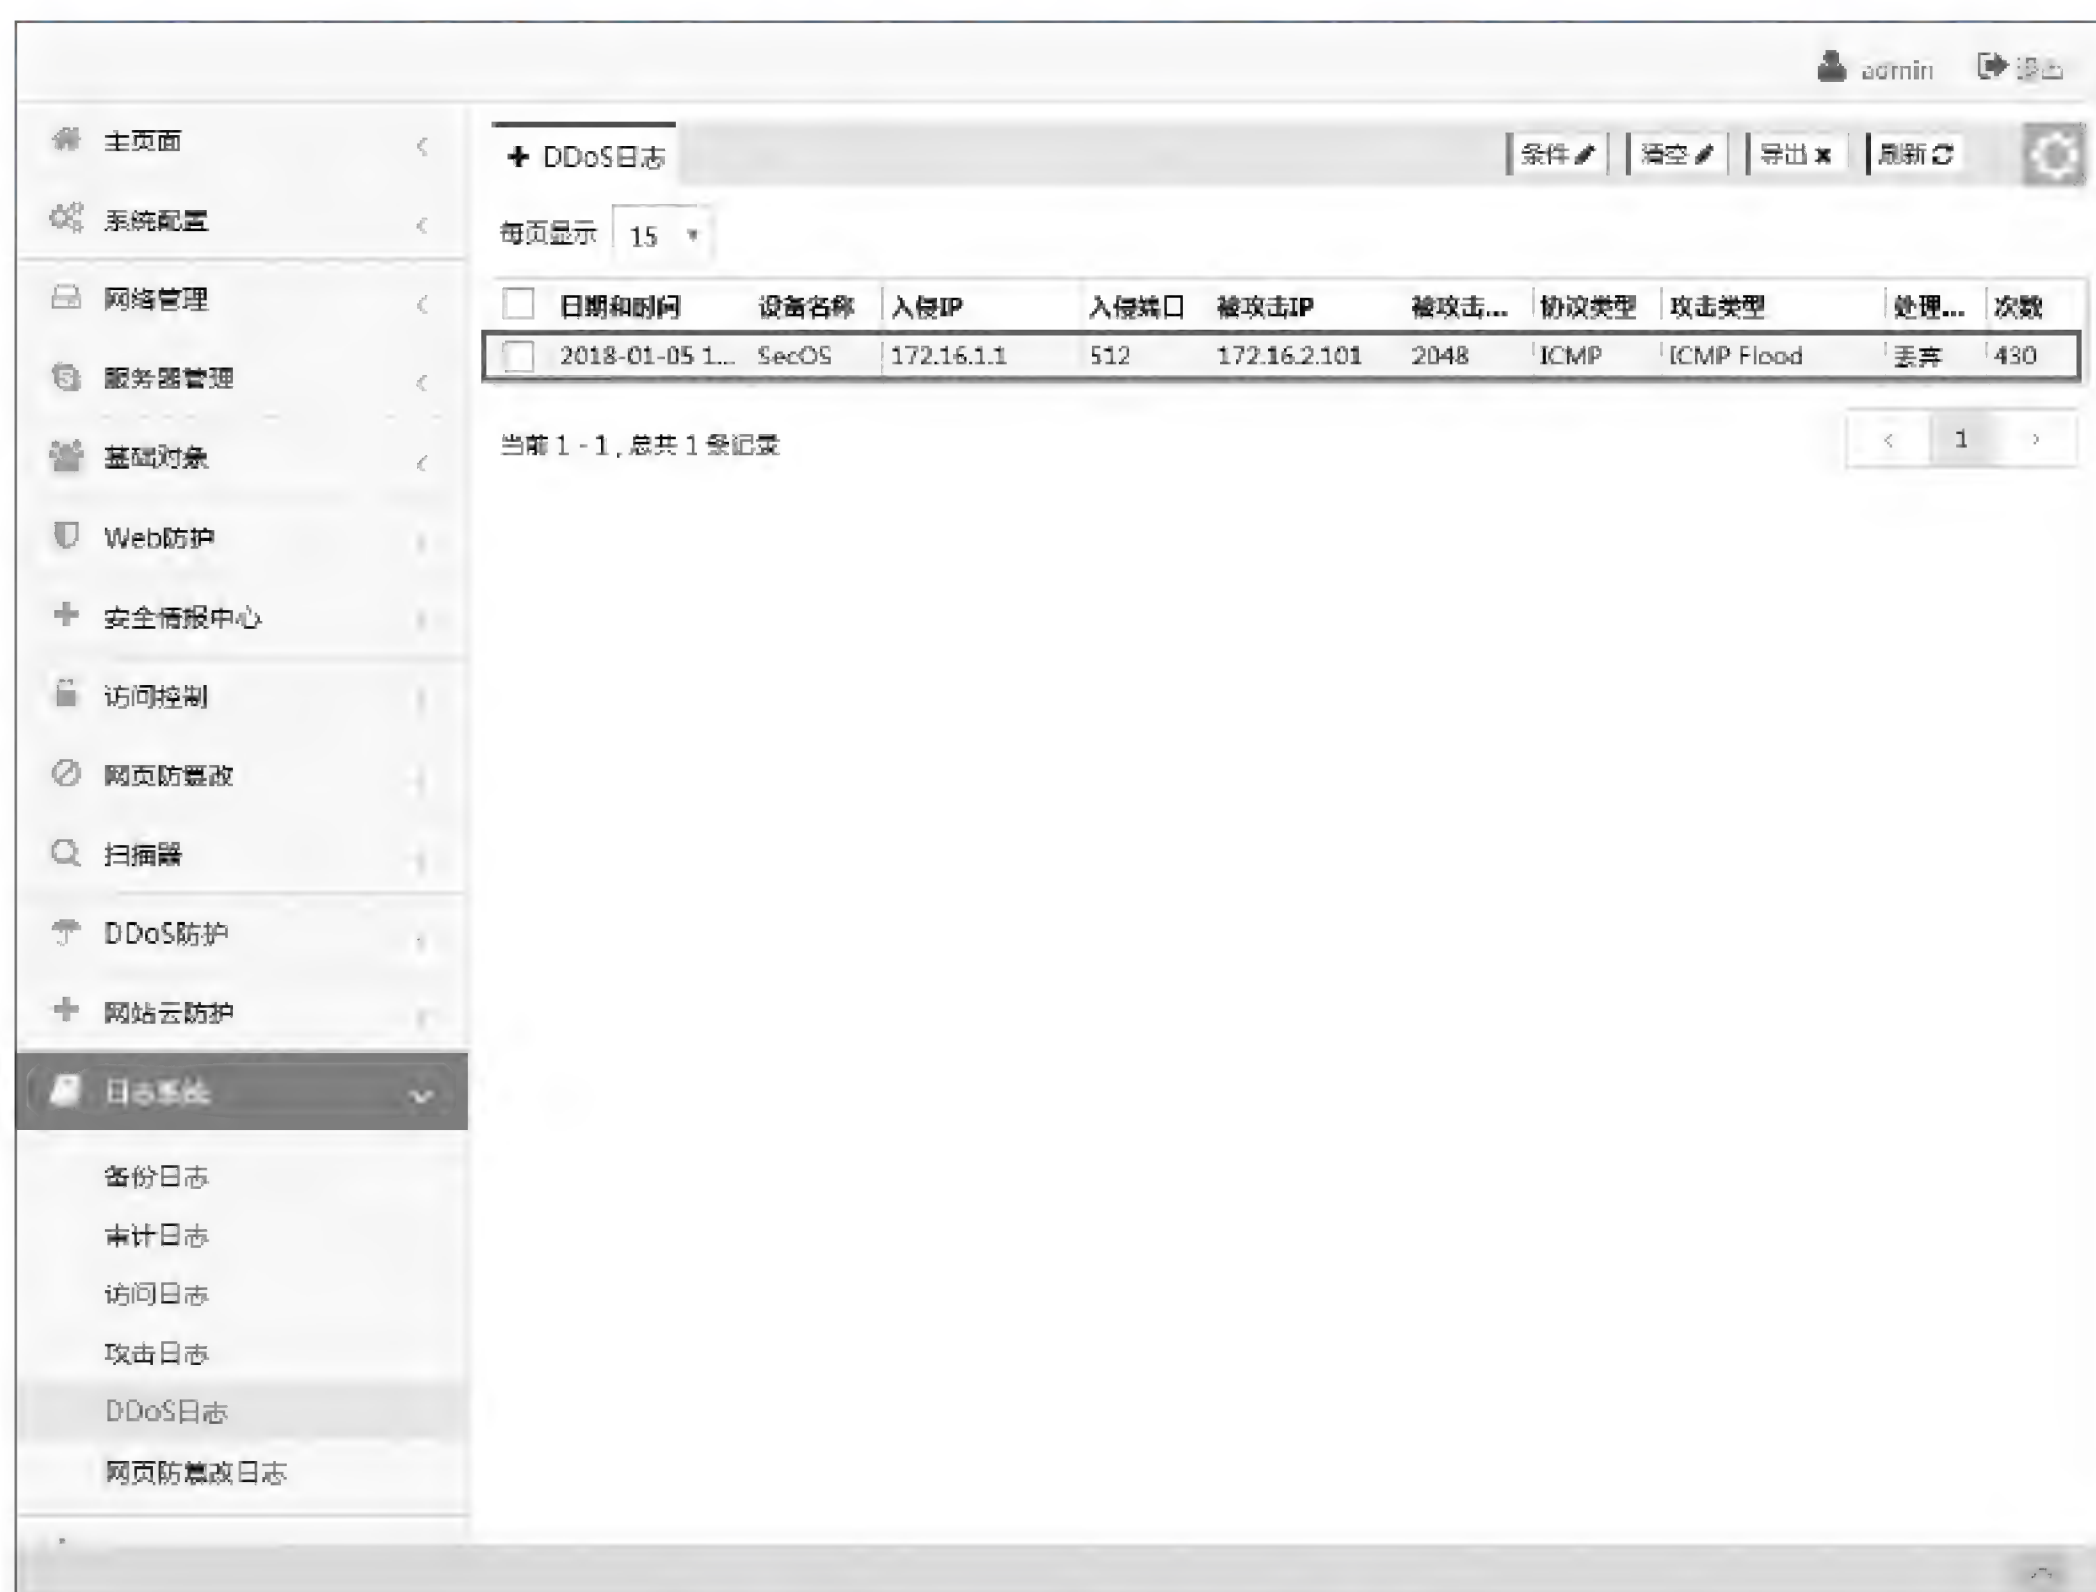 admin 退出
主页面
系统配置
网络管理
服务器管理
基础对象
Web防护
安全情报中心
访问控制
网页防篡改
扫描器
DDoS防护
网站云防护
日志系统
备份日志
审计日志
访问日志
攻击日志
DDoS日志
网页防篡改日志
DDoS日志
条件 清空 导出 刷新
每页显示 15
日期和时间 设备名称 入侵IP 入侵端口 被攻击IP 被攻击... 协议类型 攻击类型 处理... 次数
2018-01-05 1... SecOS 172.16.1.1 512 172.16.2.101 2048 ICMP ICMP Flood 丢弃 430
当前 1 - 1 , 总共 1 条记录
< 1 >